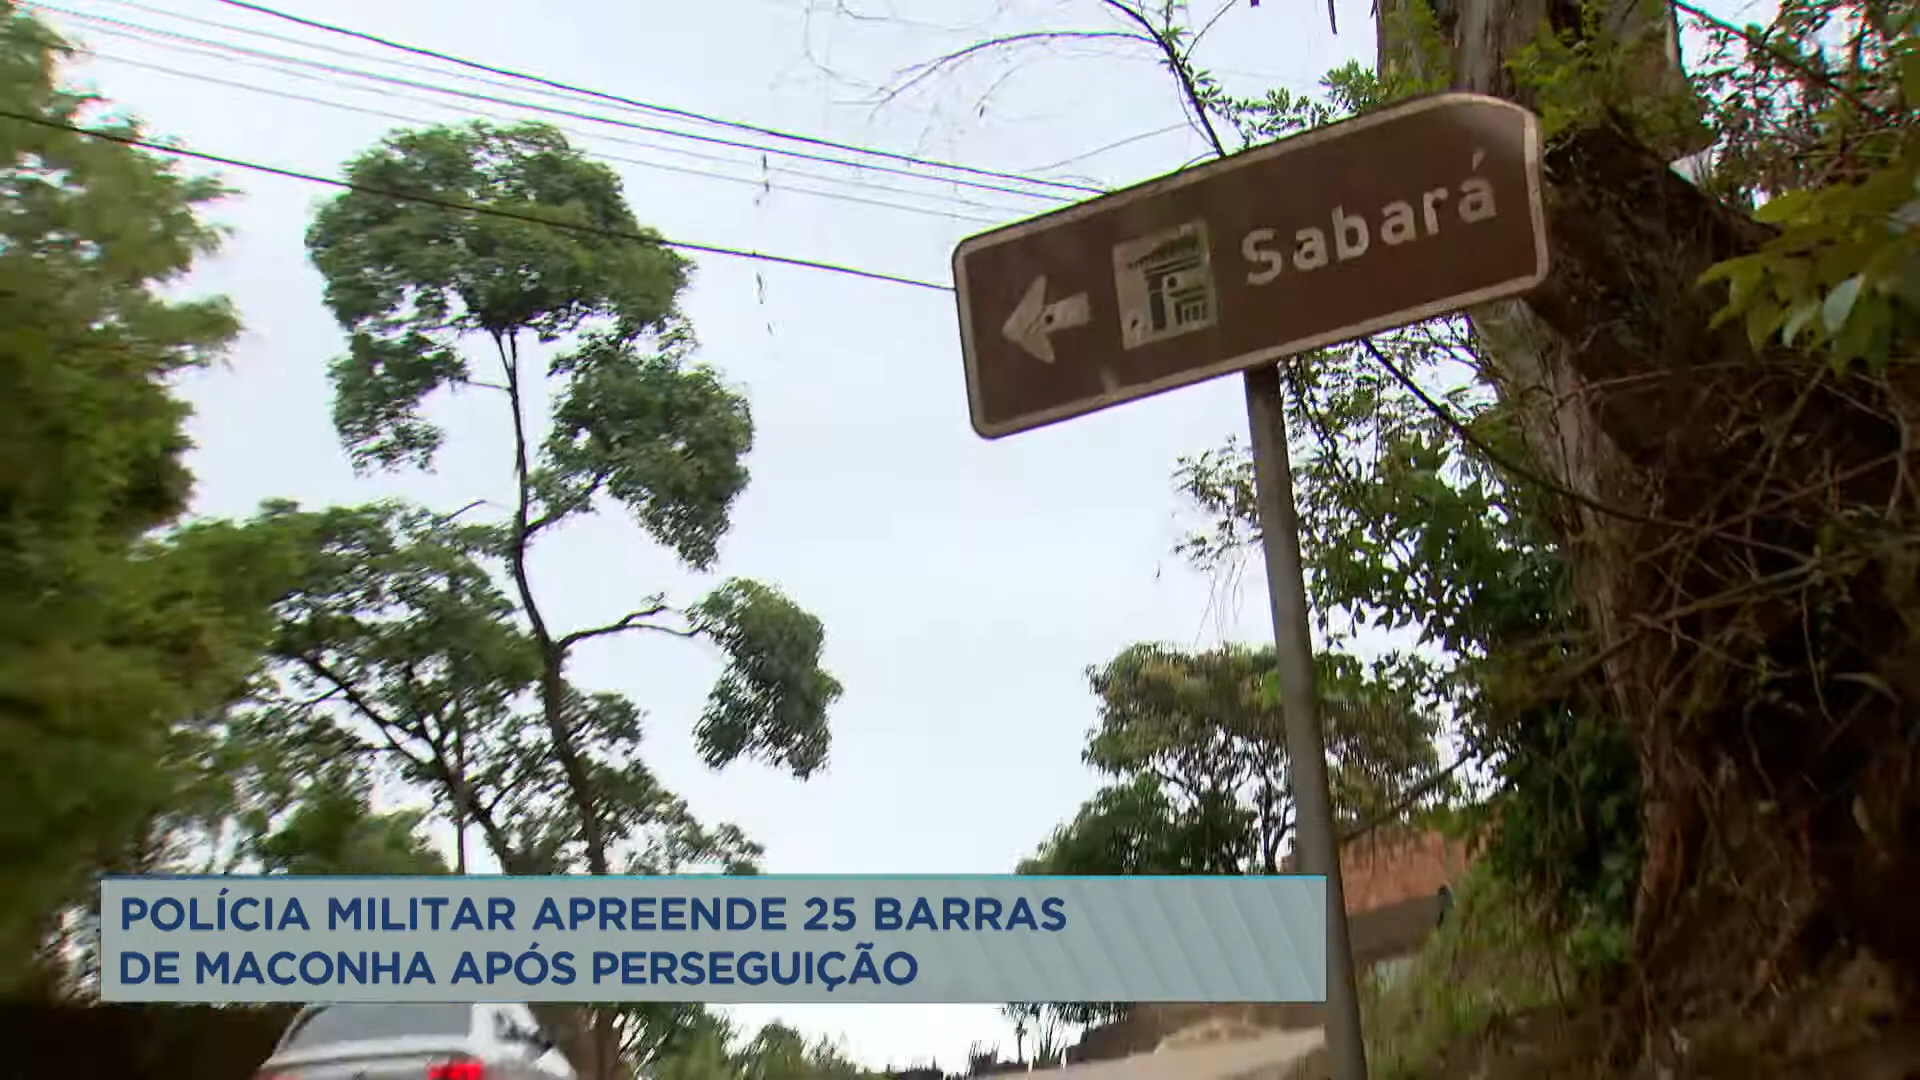 Sabará
POLÍCIA MILITAR APREENDE 25 BARRAS
DE MACONHA APÓS PERSEGUIÇÃO